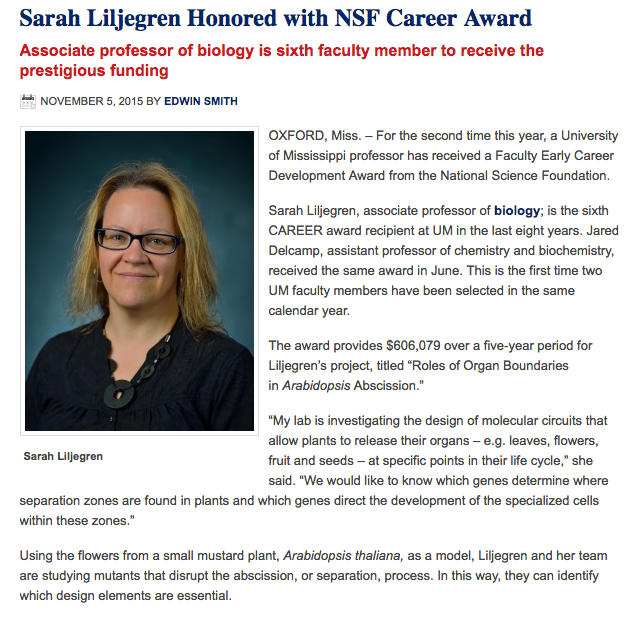 Sarah Liljegren Honored with NSF Career Award
Associate professor of biology is sixth faculty member to receive the
prestigious funding
NOVEMBER 5, 2015 BY EDWIN SMITH
OXFORD, Miss. – For the second time this year, a University
of Mississippi professor has received a Faculty Early Career
Development Award from the National Science Foundation.
Sarah Liljegren, associate professor of biology; is the sixth
CAREER award recipient at UM in the last eight years. Jared
Delcamp, assistant professor of chemistry and biochemistry,
received the same award in June. This is the first time two
UM faculty members have been selected in the same
calendar year.
The award provides $606,079 over a five-year period for
Liljegren’s project, titled “Roles of Organ Boundaries
in Arabidopsis Abscission.”
“My lab is investigating the design of molecular circuits that
allow plants to release their organs – e.g. leaves, flowers,
fruit and seeds – at specific points in their life cycle,” she
said. “We would like to know which genes determine where
separation zones are found in plants and which genes direct the development of the specialized cells
within these zones.”
Sarah Liljegren
Using the flowers from a small mustard plant, Arabidopsis thaliana, as a model, Liljegren and her team
are studying mutants that disrupt the abscission, or separation, process. In this way, they can identify
which design elements are essential.